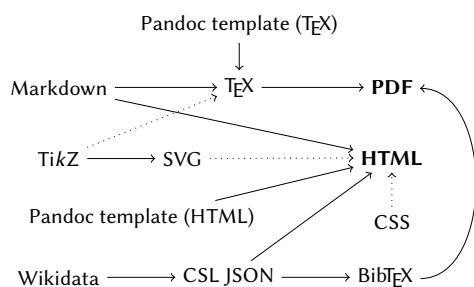 Pandoc template (TEX)
Markdown TEX PDF
TikZ SVG HTML
Pandoc template (HTML)
CSS
Wikidata CSL JSON BibTEX